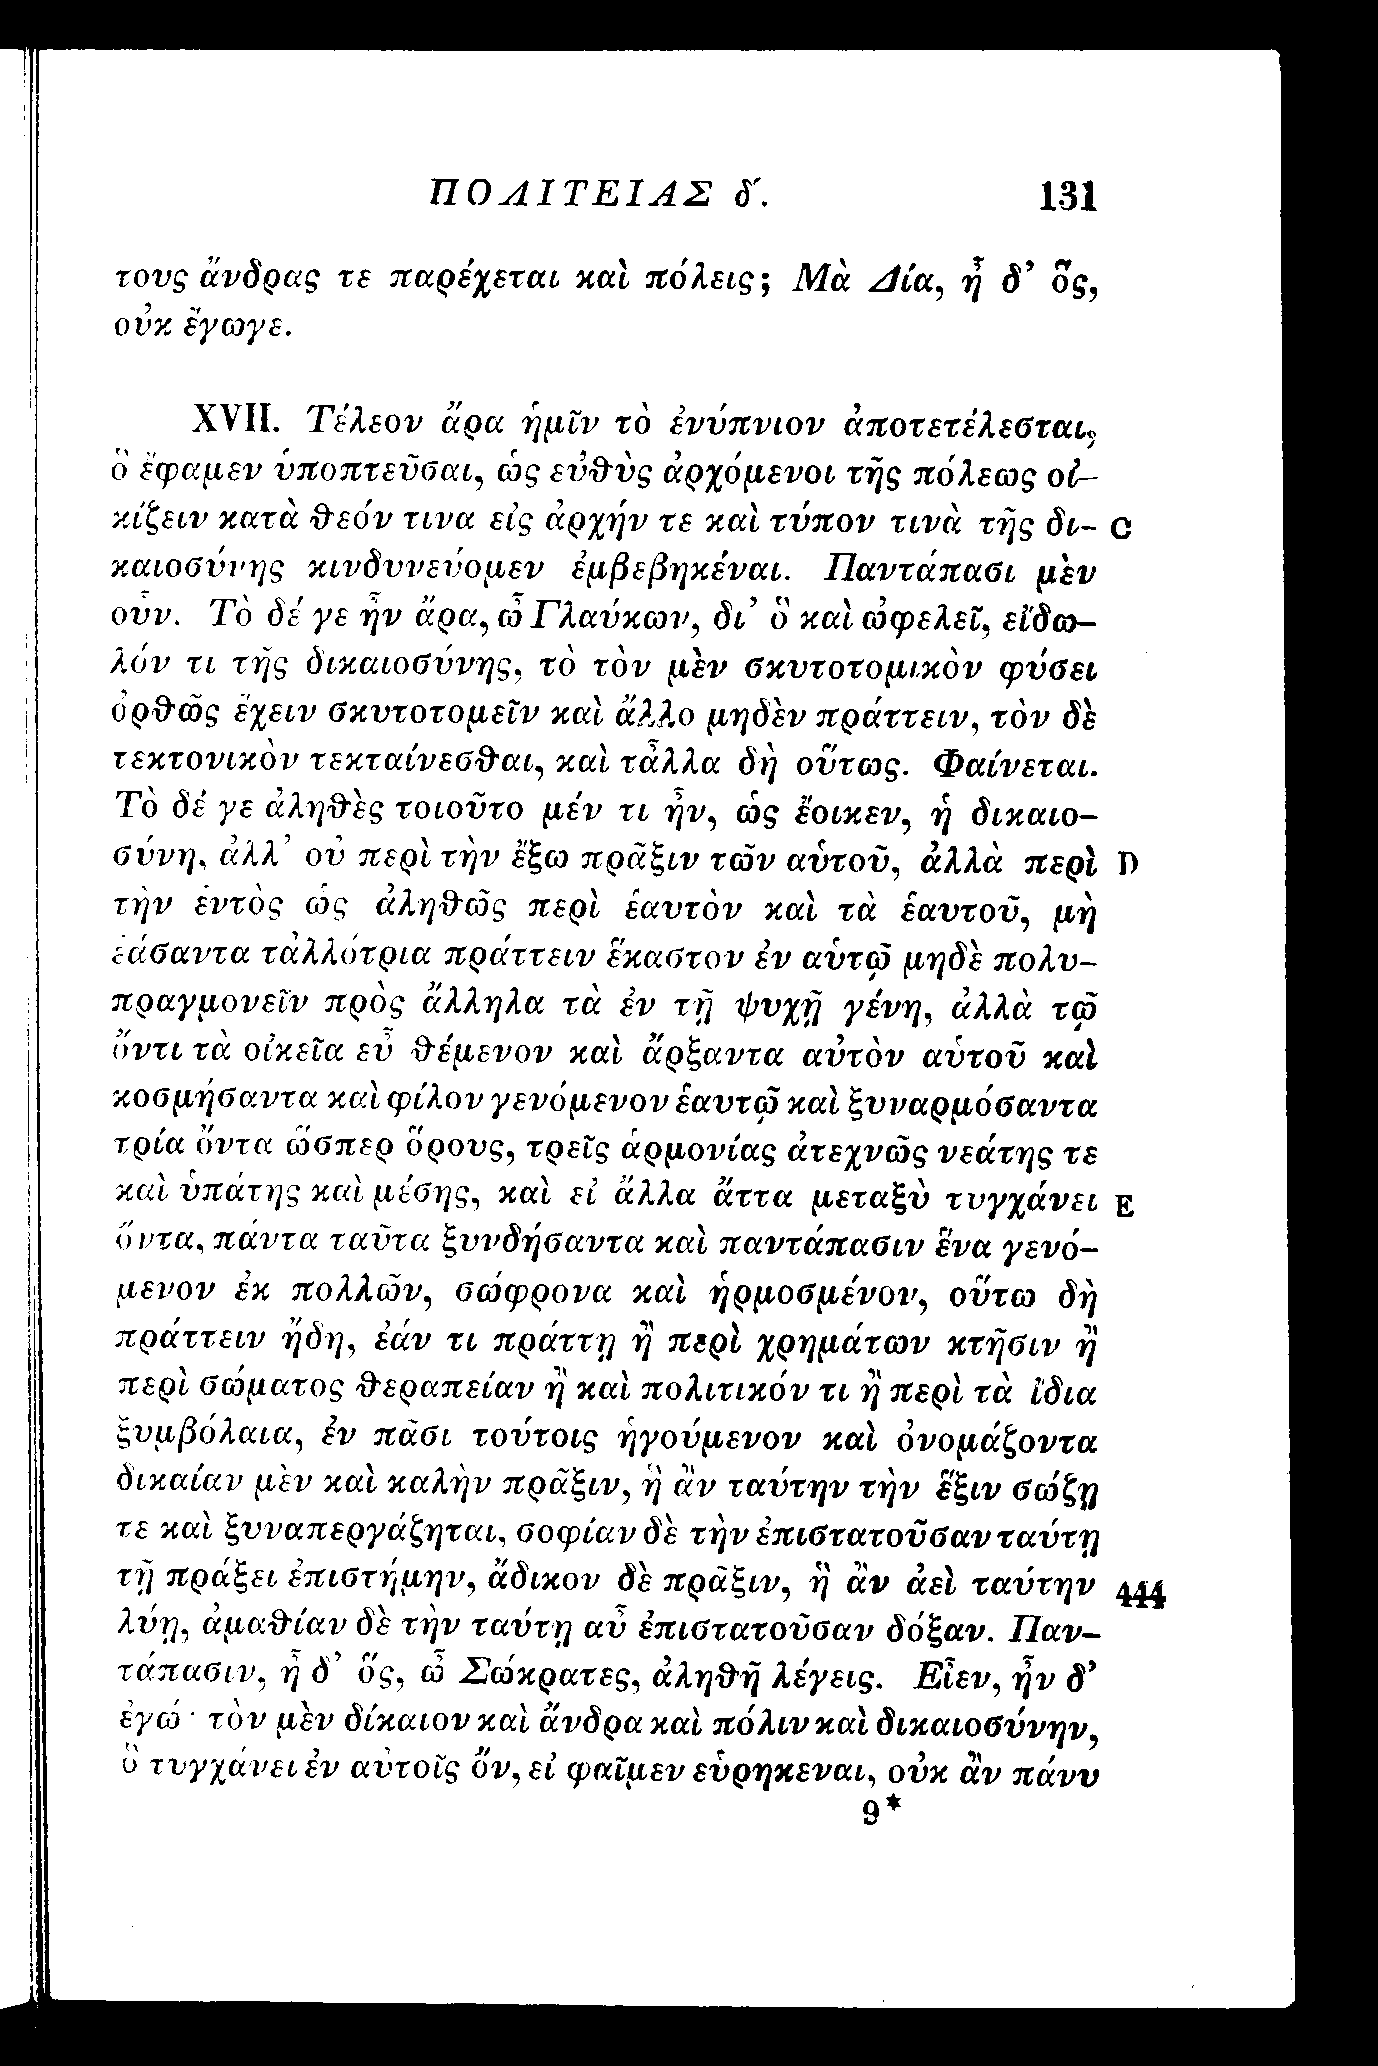 ΠΟΛΙΤΕΙΑΣ δ΄. 131
τους ἄνδρας τε παρέχεται καὶ πόλεις; Μὰ Δία, ἦ δ’ ὅς,
οὐκ ἔγωγε.
XVII. Τέλεον ἄρα ἡμῖν τὸ ἐνύπνιον ἀποτετέλεσται,
ὃ ἔφαμεν ὑποπτεῦσαι, ὡς εὐθὺς ἀρχόμενοι τῆς πόλεως οἰ-
κίζειν κατὰ θεόν τινα εἰς ἀρχήν τε καὶ τύπον τινὰ τῆς δι- C
καιοσύνης κινδυνεύομεν ἐμβεβηκέναι. Παντάπασι μὲν
οὖν. Τὸ δέ γε ἦν ἄρα, ὦ Γλαύκων, δι’ ὃ καὶ ὠφελεῖ, εἴδω-
λόν τι τῆς δικαιοσύνης, τὸ τὸν μὲν σκυτοτομικὸν φύσει
ὀρθῶς ἔχειν σκυτοτομεῖν καὶ ἄλλο μηδὲν πράττειν, τὸν δὲ
τεκτονικὸν τεκταίνεσθαι, καὶ τἆλλα δὴ οὕτως. Φαίνεται.
Τὸ δέ γε ἀληθὲς τοιοῦτο μέν τι ἦν, ὡς ἔοικεν, ἡ δικαιο-
σύνη, ἀλλ’ οὐ περὶ τὴν ἔξω πρᾶξιν τῶν αὑτοῦ, ἀλλὰ περὶ D
τὴν ἐντὸς ὡς ἀληθῶς περὶ ἑαυτὸν καὶ τὰ ἑαυτοῦ, μὴ
ἐάσαντα τἀλλότρια πράττειν ἕκαστον ἐν αὑτῷ μηδὲ πολυ-
πραγμονεῖν πρὸς ἄλληλα τὰ ἐν τῇ ψυχῇ γένη, ἀλλὰ τῷ
ὄντι τὰ οἰκεῖα εὖ θέμενον καὶ ἄρξαντα αὐτὸν αὑτοῦ καὶ
κοσμήσαντα καὶ φίλον γενόμενον ἑαυτῷ καὶ ξυναρμόσαντα
τρία ὄντα ὥσπερ ὅρους, τρεῖς ἁρμονίας ἀτεχνῶς νεάτης τε
καὶ ὑπάτης καὶ μέσης, καὶ εἰ ἄλλα ἄττα μεταξὺ τυγχάνει E
ὄντα, πάντα ταῦτα ξυνδήσαντα καὶ παντάπασιν ἕνα γενό-
μενον ἐκ πολλῶν, σώφρονα καὶ ἡρμοσμένον, οὕτω δὴ
πράττειν ἤδη, ἐάν τι πράττῃ ἢ περὶ χρημάτων κτῆσιν ἢ
περὶ σώματος θεραπείαν ἢ καὶ πολιτικόν τι ἢ περὶ τὰ ἴδια
ξυμβόλαια, ἐν πᾶσι τούτοις ἡγούμενον καὶ ὀνομάζοντα
δικαίαν μὲν καὶ καλὴν πρᾶξιν, ἣ ἂν ταύτην τὴν ἕξιν σώζῃ
τε καὶ ξυναπεργάζηται, σοφίαν δὲ τὴν ἐπιστατοῦσαν ταύτῃ
τῇ πράξει ἐπιστήμην, ἄδικον δὲ πρᾶξιν, ἣ ἂν ἀεὶ ταύτην 444
λύῃ, ἀμαθίαν δὲ τὴν ταύτῃ αὖ ἐπιστατοῦσαν δόξαν. Παν-
τάπασιν, ἦ δ’ ὅς, ὦ Σώκρατες, ἀληθῆ λέγεις. Εἶεν, ἦν δ’
ἐγώ· τὸν μὲν δίκαιον καὶ ἄνδρα καὶ πόλιν καὶ δικαιοσύνην,
ὃ τυγχάνει ἐν αὐτοῖς ὄν, εἰ φαῖμεν εὑρηκεναι, οὐκ ἂν πάνυ
9*